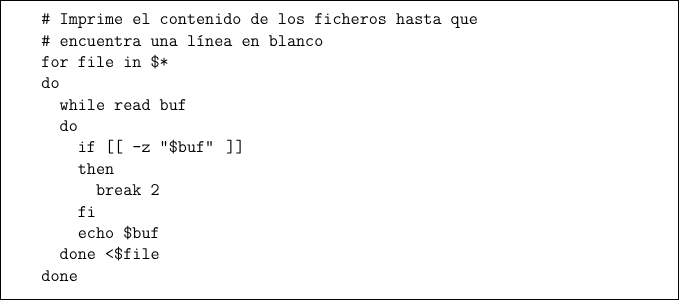 # Imprime el contenido de los ficheros hasta que
# encuentra una línea en blanco
for file in $*
do
  while read buf
  do
    if [[ -z "$buf" ]]
    then
      break 2
    fi
    echo $buf
  done <$file
done